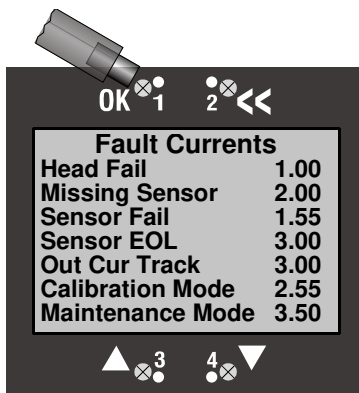 OK 1 2 <<
Fault Currents
Head Fail 1.00
Missing Sensor 2.00
Sensor Fail 1.55
Sensor EOL 3.00
Out Cur Track 3.00
Calibration Mode 2.55
Maintenance Mode 3.50
3 4